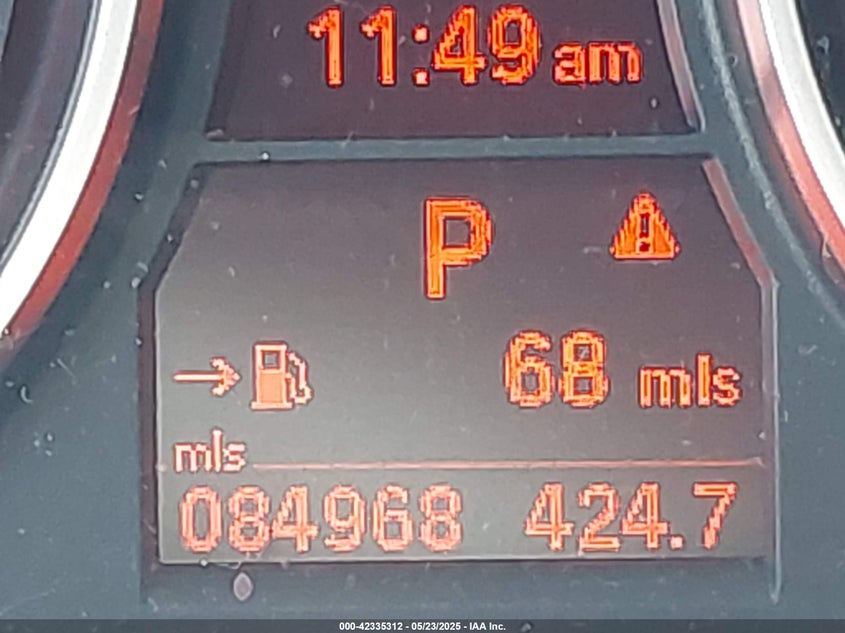 11:49 am
P
68 mls
mls
084968 424.7
000-42335312 - 05/23/2025 - IAA Inc.